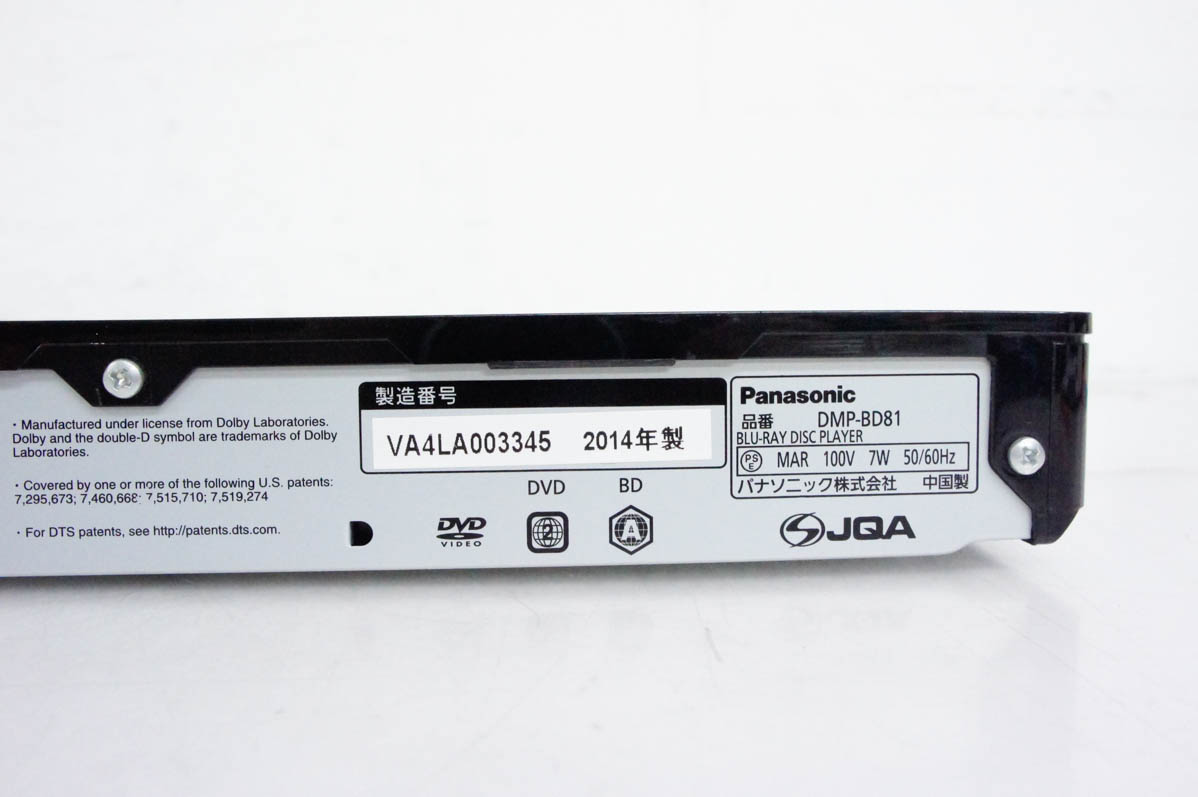 · Manufactured under license from Dolby Laboratories.
Dolby and the double-D symbol are trademarks of Dolby
Laboratories.
· Covered by one or more of the following U.S. patents:
7,295,673; 7,460,668; 7,515,710; 7,519,274
· For DTS patents, see http://patents.dts.com.
製造番号
VA4LA003345 2014年製
DVD BD
DVD
VIDEO
2
A
Panasonic
品番 DMP-BD81
BLU-RAY DISC PLAYER
PSE MAR 100V 7W 50/60Hz
パナソニック株式会社 中国製
JQA